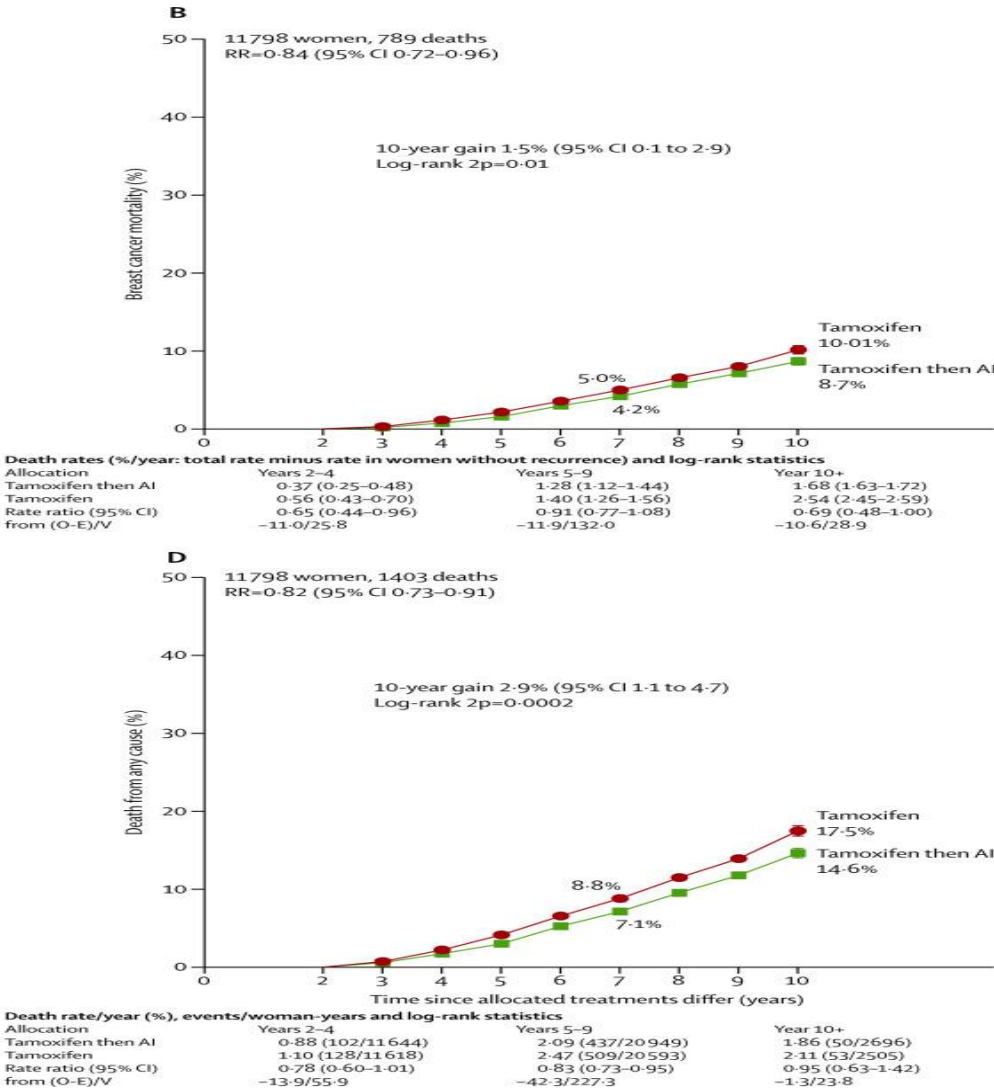 B
50
11798 women, 789 deaths
RR=0·84 (95% CI 0·72–0·96)
40
10-year gain 1·5% (95% CI 0·1 to 2·9)
Log-rank 2p=0·01
30
Breast cancer mortality (%)
20
10
Tamoxifen
10·01%
Tamoxifen then AI
8·7%
5·0%
4·2%
0
0 2 3 4 5 6 7 8 9 10
Death rates (%/year: total rate minus rate in women without recurrence) and log-rank statistics
Allocation Years 2–4 Years 5–9 Year 10+
Tamoxifen then AI 0·37 (0·25–0·48) 1·28 (1·12–1·44) 1·68 (1·63–1·72)
Tamoxifen 0·56 (0·43–0·70) 1·40 (1·26–1·56) 2·54 (2·45–2·59)
Rate ratio (95% CI) 0·65 (0·44–0·96) 0·91 (0·77–1·08) 0·69 (0·48–1·00)
from (O-E)/V –11·0/25·8 –11·9/132·0 –10·6/28·9
D
50
11798 women, 1403 deaths
RR=0·82 (95% CI 0·73–0·91)
40
10-year gain 2·9% (95% CI 1·1 to 4·7)
Log-rank 2p=0·0002
30
Death from any cause (%)
20
Tamoxifen
17·5%
Tamoxifen then AI
14·6%
10
8·8%
7·1%
0
0 2 3 4 5 6 7 8 9 10
Time since allocated treatments differ (years)
Death rate/year (%), events/woman-years and log-rank statistics
Allocation Years 2–4 Years 5–9 Year 10+
Tamoxifen then AI 0·88 (102/11 644) 2·09 (437/20 949) 1·86 (50/2696)
Tamoxifen 1·10 (128/11 618) 2·47 (509/20 593) 2·11 (53/2505)
Rate ratio (95% CI) 0·78 (0·60–1·01) 0·83 (0·73–0·95) 0·95 (0·63–1·42)
from (O-E)/V –13·9/55·9 –42·3/227·3 –1·3/23·8